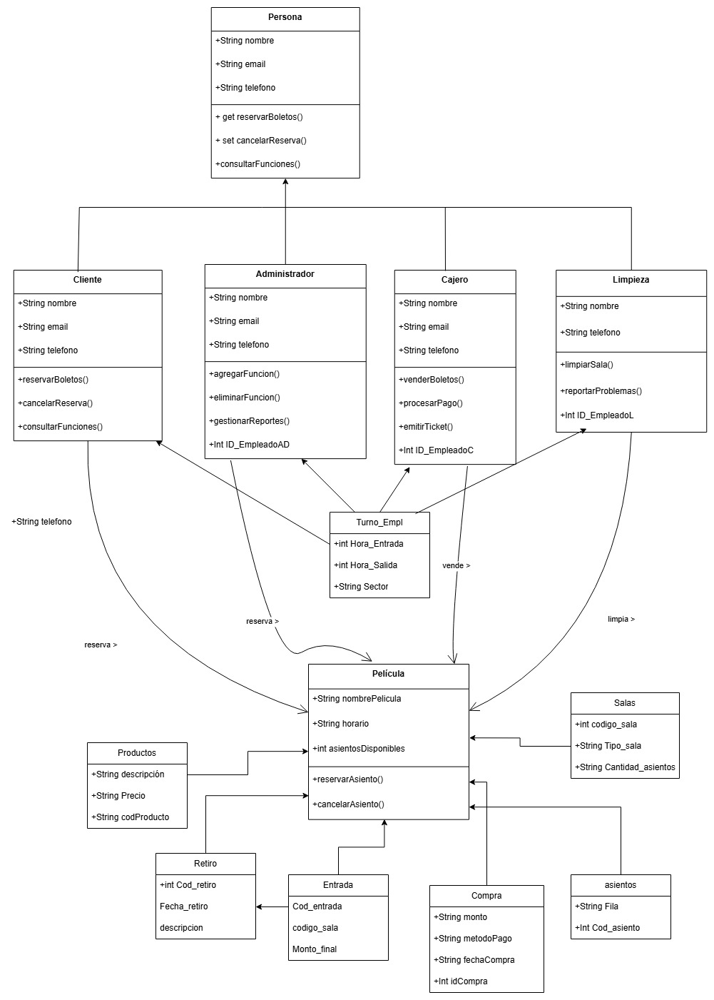 Persona
+String nombre
+String email
+String telefono
+ get reservarBoletos()
+ set cancelarReserva()
+consultarFunciones()
Cliente
+String nombre
+String email
+String telefono
+reservarBoletos()
+cancelarReserva()
+consultarFunciones()
Administrador
+String nombre
+String email
+String telefono
+agregarFuncion()
+eliminarFuncion()
+gestionarReportes()
+Int ID_EmpleadoAD
Cajero
+String nombre
+String email
+String telefono
+venderBoletos()
+procesarPago()
+emitirTicket()
+Int ID_EmpleadoC
Limpieza
+String nombre
+String telefono
+limpiarSala()
+reportarProblemas()
+Int ID_EmpleadoL
+String telefono
Turno_Empl
+int Hora_Entrada
+int Hora_Salida
+String Sector
vende >
reserva >
limpia >
reserva >
Película
+String nombrePelicula
+String horario
+int asientosDisponibles
+reservarAsiento()
+cancelarAsiento()
Salas
+int codigo_sala
+String Tipo_sala
+String Cantidad_asientos
Productos
+String descripción
+String Precio
+String codProducto
Retiro
+int Cod_retiro
Fecha_retiro
descripcion
Entrada
Cod_entrada
codigo_sala
Monto_final
Compra
+String monto
+String metodoPago
+String fechaCompra
+Int idCompra
asientos
+String Fila
+Int Cod_asiento